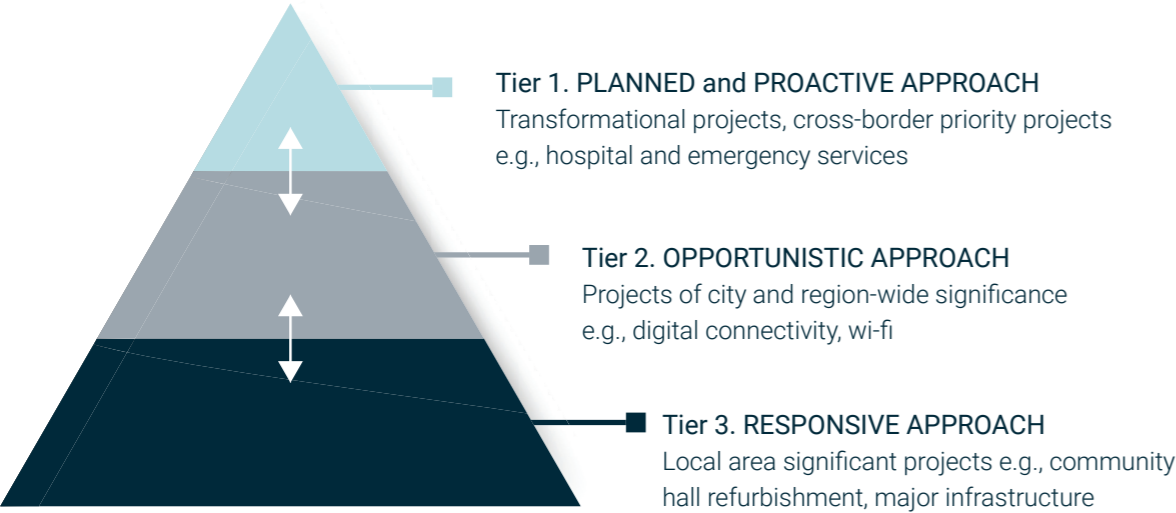 Tier 1. PLANNED and PROACTIVE APPROACH
Transformational projects, cross-border priority projects
e.g., hospital and emergency services
Tier 2. OPPORTUNISTIC APPROACH
Projects of city and region-wide significance
e.g., digital connectivity, wi-fi
Tier 3. RESPONSIVE APPROACH
Local area significant projects e.g., community
hall refurbishment, major infrastructure